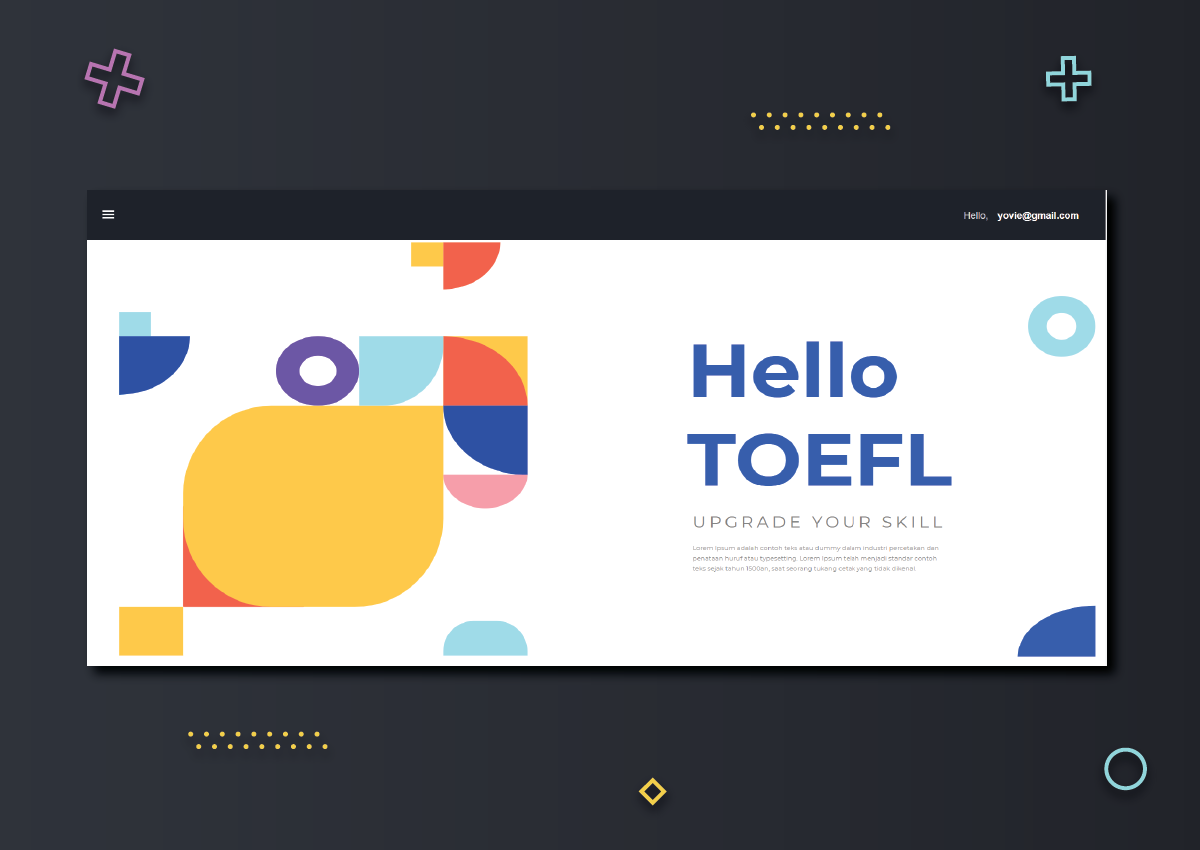 Hello, yovie@gmail.com
Hello
TOEFL
UPGRADE YOUR SKILL
Lorem Ipsum adalah contoh teks atau dummy dalam industri percetakan dan
penataan huruf atau typesetting. Lorem Ipsum telah menjadi standar contoh
teks sejak tahun 1500an, saat seorang tukang cetak yang tidak dikenal